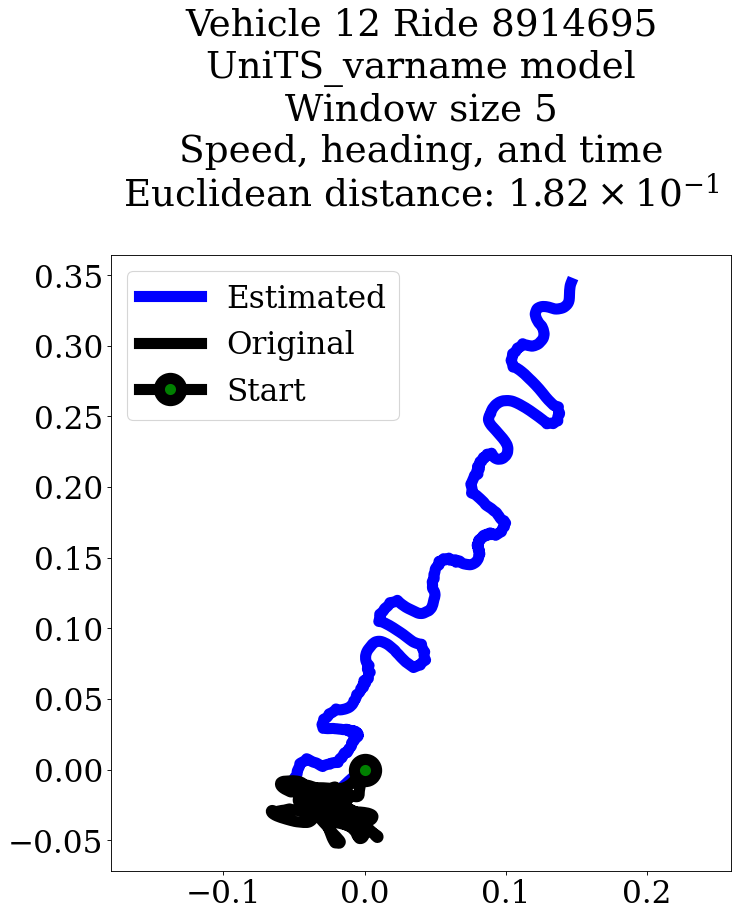 Vehicle 12 Ride 8914695
UniTS_varname model
Window size 5
Speed, heading, and time
Euclidean distance: 1.82 × 10⁻¹
0.35
0.30
0.25
0.20
0.15
0.10
0.05
0.00
−0.05
Estimated
Original
Start
−0.1
0.0
0.1
0.2